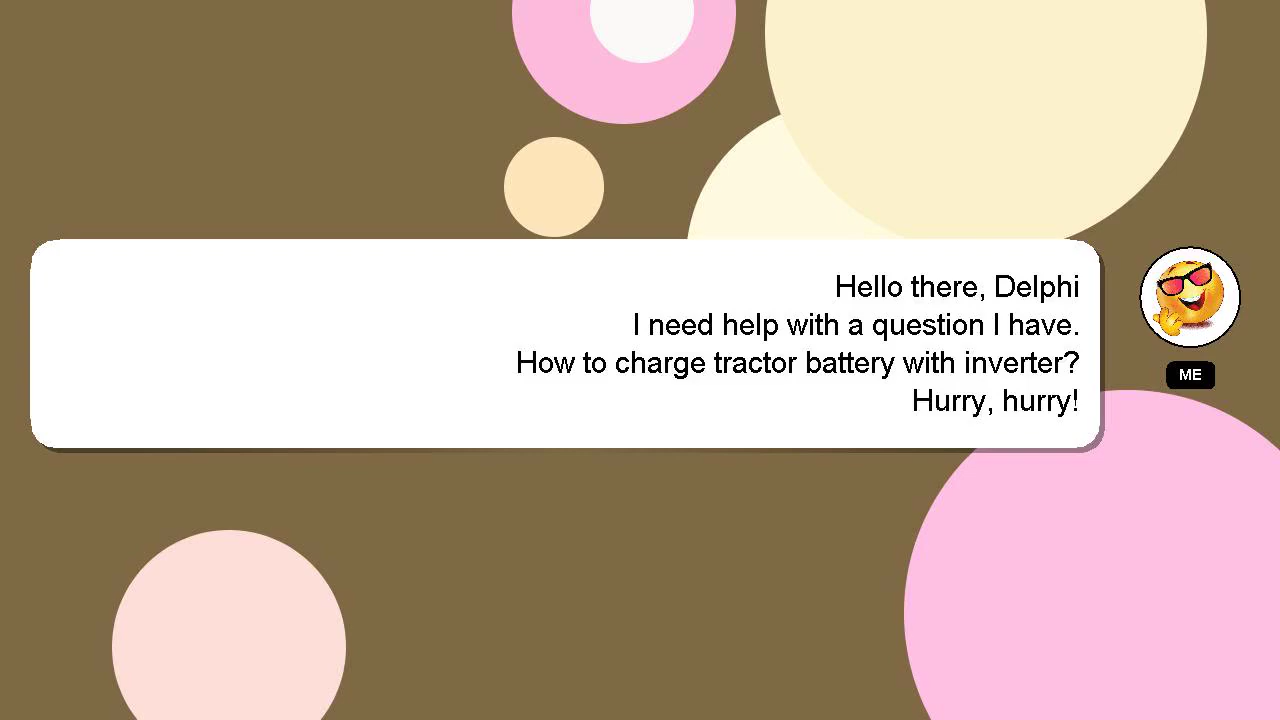 Hello there, Delphi
I need help with a question I have.
How to charge tractor battery with inverter?
Hurry, hurry!
ME